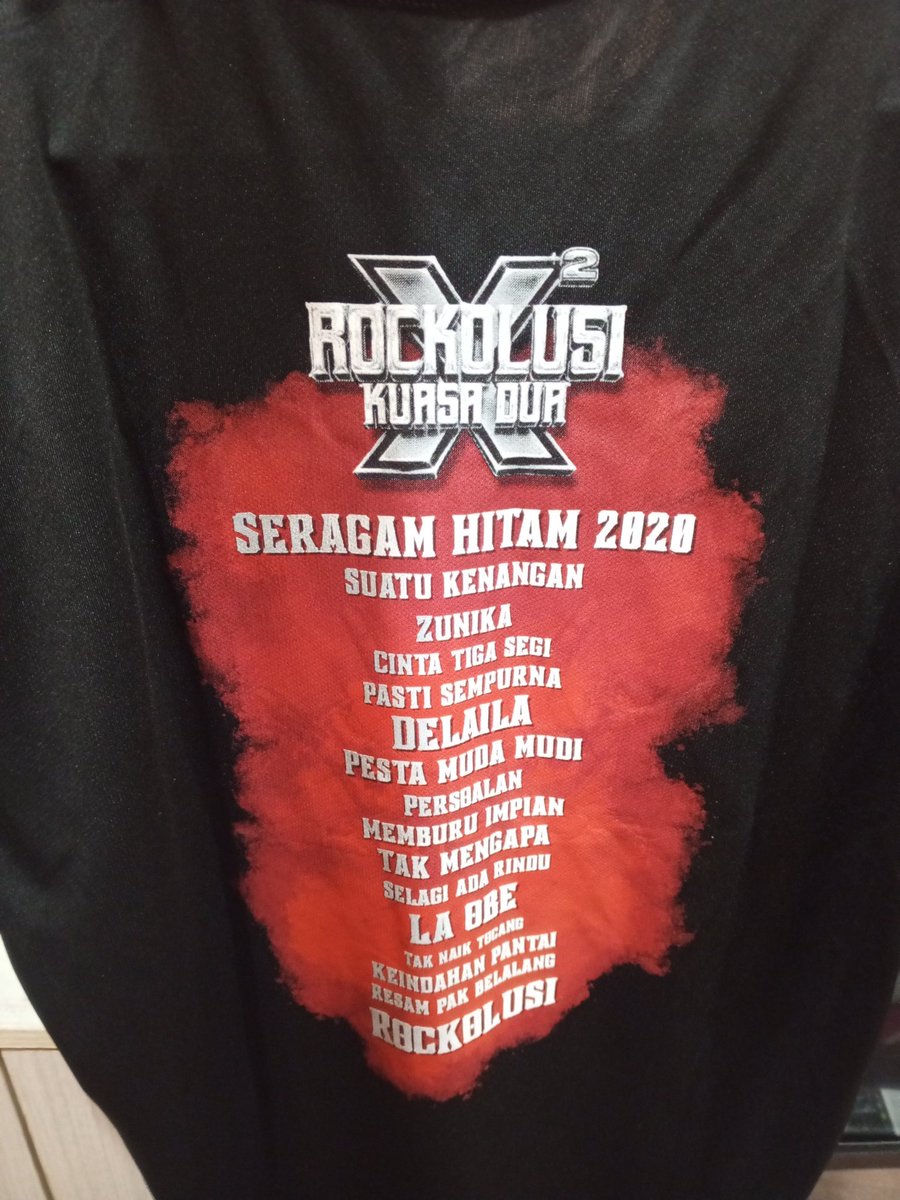 X²
ROCKOLUSI
KUASA DUA
SERAGAM HITAM 2020
SUATU KENANGAN
ZUNIKA
CINTA TIGA SEGI
PASTI SEMPURNA
DELAILA
PESTA MUDA MUDI
PERSOALAN
MEMBURU IMPIAN
TAK MENGAPA
SELAGI ADA RINDU
LA OBE
TAK NAIK TOCANG
KEINDAHAN PANTAI
RESAM PAK BELALANG
ROCKOLUSI